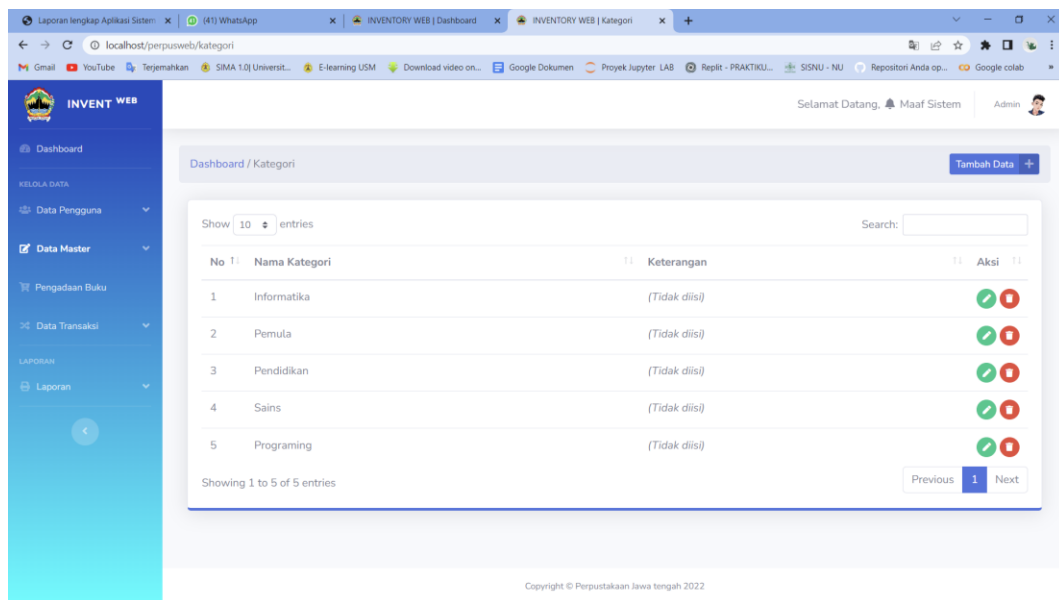 Laporan lengkap Aplikasi Sistem
(41) WhatsApp
INVENTORY WEB | Dashboard
INVENTORY WEB | Kategori
localhost/perpusweb/kategori
Gmail YouTube Terjemahkan SIMA 1.0| Universit... E-learning USM Download video on... Google Dokumen Proyek Jupyter LAB Replit - PRAKTIKU... SISNU - NU Repositori Anda op... Google colab »
INVENT WEB
Selamat Datang, Maaf Sistem
Admin
Dashboard
KELOLA DATA
Data Pengguna
Data Master
Pengadaan Buku
Data Transaksi
LAPORAN
Laporan
Dashboard / Kategori
Tambah Data +
Show 10 entries
Search:
No Nama Kategori Keterangan Aksi
1 Informatika (Tidak diisi)
2 Pemula (Tidak diisi)
3 Pendidikan (Tidak diisi)
4 Sains (Tidak diisi)
5 Programing (Tidak diisi)
Showing 1 to 5 of 5 entries
Previous 1 Next
Copyright © Perpustakaan Jawa tengah 2022